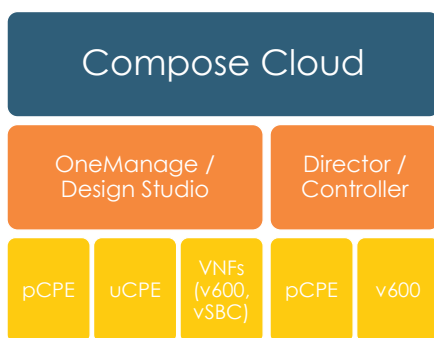 Compose Cloud
OneManage /
Design Studio
Director /
Controller
pCPE
uCPE
VNFs
(v600,
vSBC)
pCPE
v600